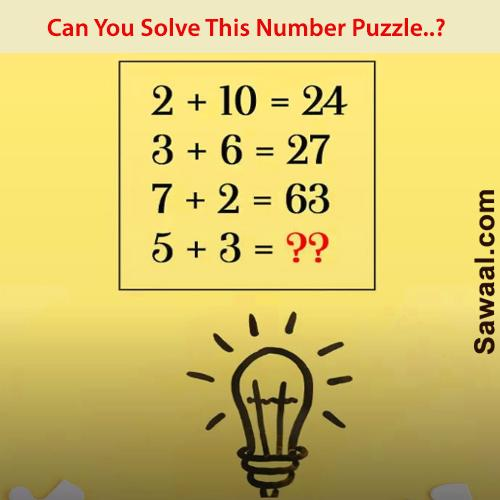 Can You Solve This Number Puzzle..?
2 + 10 = 24
3 + 6 = 27
7 + 2 = 63
5 + 3 = ??
Sawaal.com